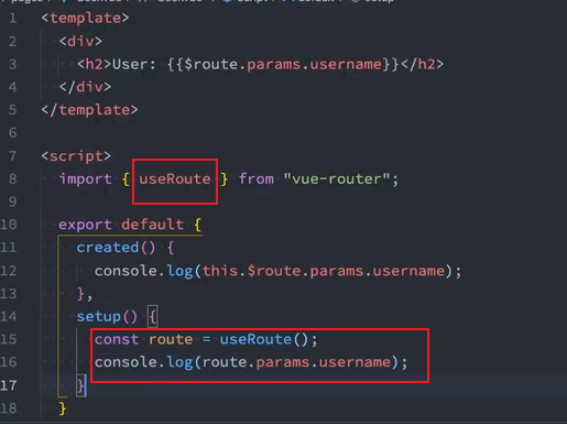 1 <template>
2 <div>
3 <h2>User: {{$route.params.username}}</h2>
4 </div>
5 </template>
6
7 <script>
8 import { useRoute } from "vue-router";
9
10 export default {
11 created() {
12 console.log(this.$route.params.username);
13 },
14 setup() {
15 const route = useRoute();
16 console.log(route.params.username);
17 }
18 }